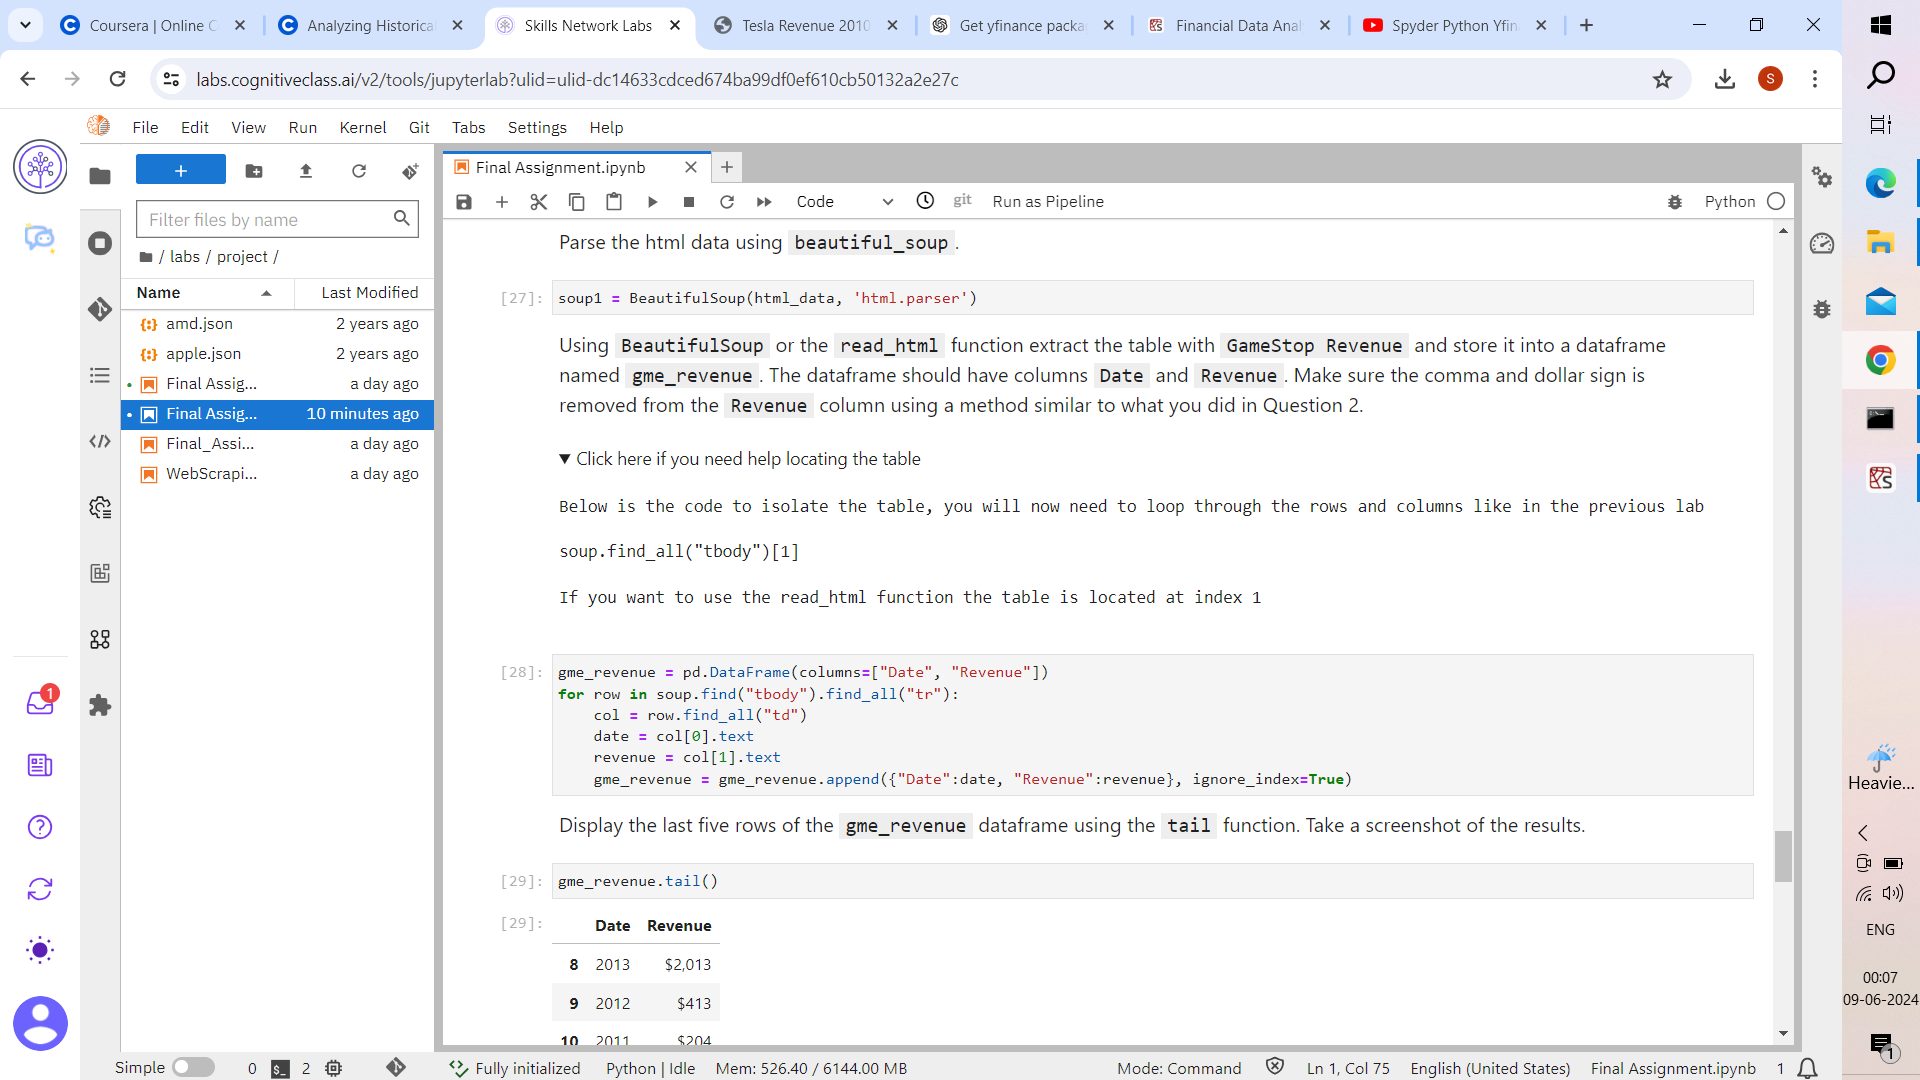 Coursera | Online C
Analyzing Historica
Skills Network Labs
Tesla Revenue 2010
Get yfinance packa
Financial Data Anal
Spyder Python Yfin
labs.cognitiveclass.ai/v2/tools/jupyterlab?ulid=ulid-dc14633cdced674ba99df0ef610cb50132a2e27c
S
File Edit View Run Kernel Git Tabs Settings Help
Final Assignment.ipynb
Code
git
Run as Pipeline
Python
Filter files by name
/ labs / project /
Name Last Modified
amd.json 2 years ago
apple.json 2 years ago
Final Assig... a day ago
Final Assig... 10 minutes ago
Final_Assi... a day ago
WebScrapi... a day ago
Parse the html data using beautiful_soup.
[27]: soup1 = BeautifulSoup(html_data, 'html.parser')
Using BeautifulSoup or the read_html function extract the table with GameStop Revenue and store it into a dataframe
named gme_revenue. The dataframe should have columns Date and Revenue. Make sure the comma and dollar sign is
removed from the Revenue column using a method similar to what you did in Question 2.
▼ Click here if you need help locating the table
Below is the code to isolate the table, you will now need to loop through the rows and columns like in the previous lab
soup.find_all("tbody")[1]
If you want to use the read_html function the table is located at index 1
[28]: gme_revenue = pd.DataFrame(columns=["Date", "Revenue"])
for row in soup.find("tbody").find_all("tr"):
    col = row.find_all("td")
    date = col[0].text
    revenue = col[1].text
    gme_revenue = gme_revenue.append({"Date":date, "Revenue":revenue}, ignore_index=True)
Display the last five rows of the gme_revenue dataframe using the tail function. Take a screenshot of the results.
[29]: gme_revenue.tail()
[29]: Date Revenue
8 2013 $2,013
9 2012 $413
10 2011 $204
1
Simple 0 2 Fully initialized Python | Idle Mem: 526.40 / 6144.00 MB Mode: Command Ln 1, Col 75 English (United States) Final Assignment.ipynb 1
Heavie...
ENG
00:07
09-06-2024
1